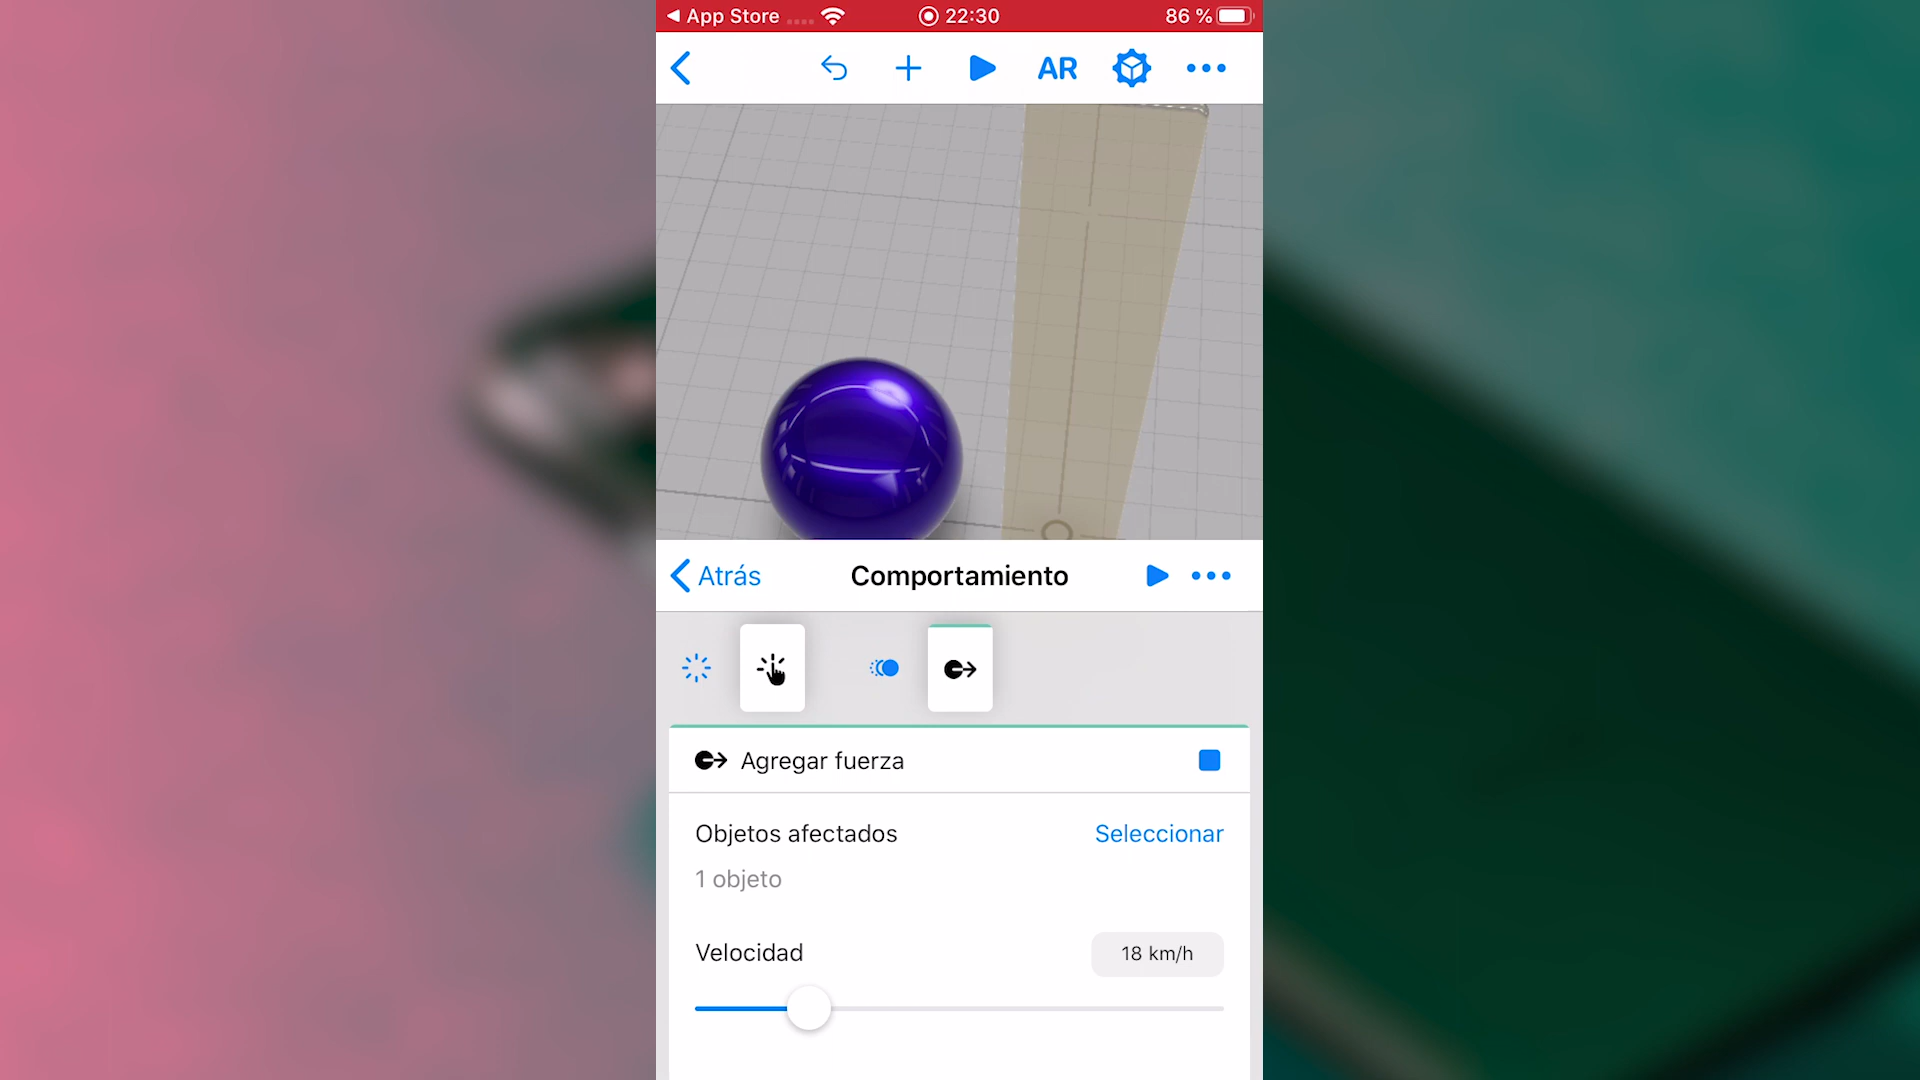 App Store
22:30
86 %
AR
Atrás
Comportamiento
Agregar fuerza
Objetos afectados
Seleccionar
1 objeto
Velocidad
18 km/h